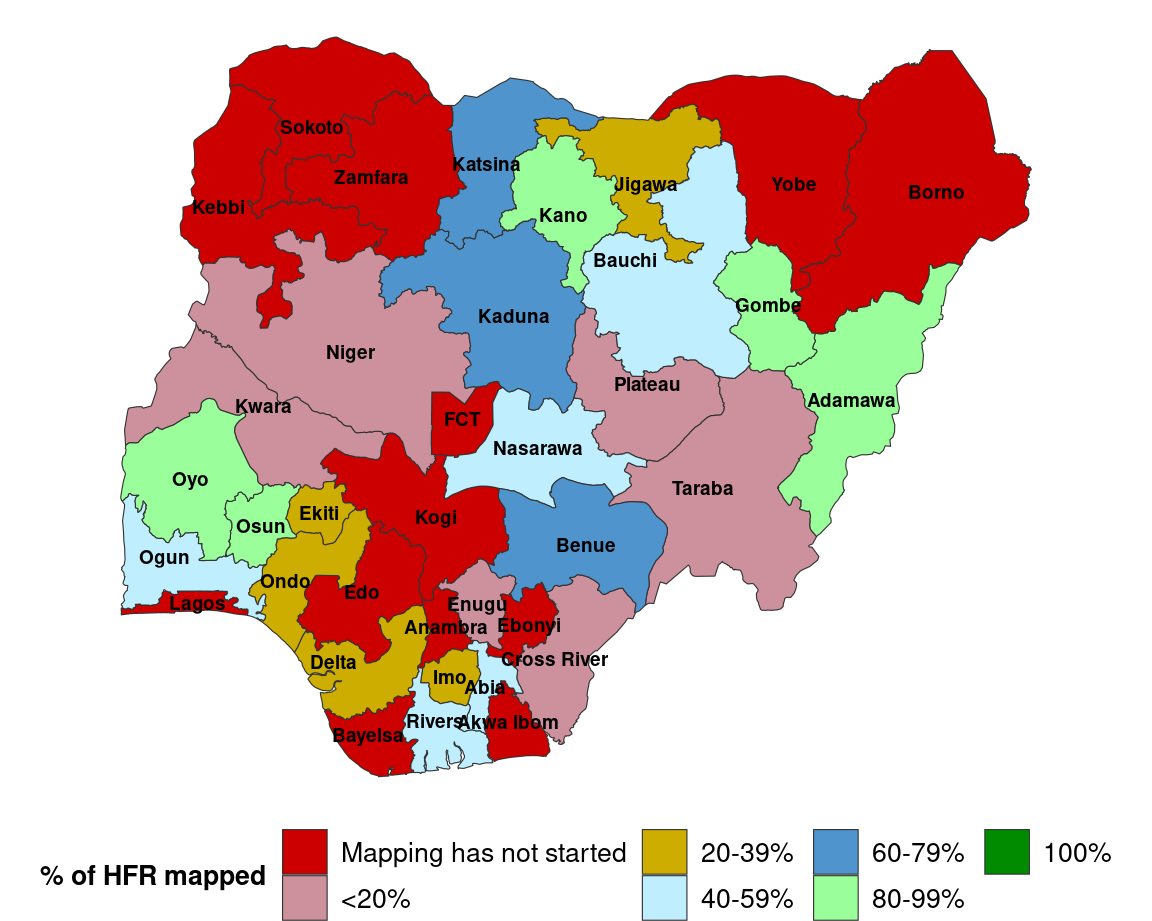 Sokoto
Katsina
Zamfara
Jigawa
Yobe
Borno
Kebbi
Kano
Bauchi
Gombe
Kaduna
Niger
Plateau
Adamawa
Kwara
FCT
Nasarawa
Oyo
Taraba
Ekiti
Kogi
Osun
Benue
Ogun
Ondo
Edo
Lagos
Enugu
Anambra
Ebonyi
Delta
Cross River
Imo
Abia
Rivers
Akwa Ibom
Bayelsa
% of HFR mapped
Mapping has not started
<20%
20-39%
40-59%
60-79%
80-99%
100%